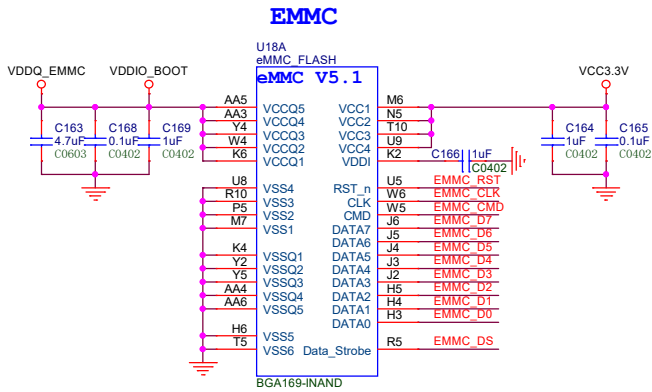 EMMC
U18A
eMMC_FLASH
eMMC V5.1
VDDQ_EMMC
VDDIO_BOOT
VCC3.3V
C163
4.7uF
C0603
C168
0.1uF
C0402
C169
1uF
C0402
AA5 VCCQ5
AA3 VCCQ4
Y4 VCCQ3
W4 VCCQ2
K6 VCCQ1
U8 VSS4
R10 VSS3
P5 VSS2
M7 VSS1
K4 VSSQ1
Y2 VSSQ2
Y5 VSSQ3
AA4 VSSQ4
AA6 VSSQ5
H6 VSS5
T5 VSS6
VCC1 M6
VCC2 N5
VCC3 T10
VCC4 U9
VDDI K2
C166 1uF
C0402
C164
1uF
C0402
C165
0.1uF
C0402
RST_n U5 EMMC_RST
CLK W6 EMMC_CLK
CMD W5 EMMC_CMD
DATA7 J6 EMMC_D7
DATA6 J5 EMMC_D6
DATA5 J4 EMMC_D5
DATA4 J3 EMMC_D4
DATA3 J2 EMMC_D3
DATA2 H5 EMMC_D2
DATA1 H4 EMMC_D1
DATA0 H3 EMMC_D0
Data_Strobe R5 EMMC_DS
BGA169-INAND